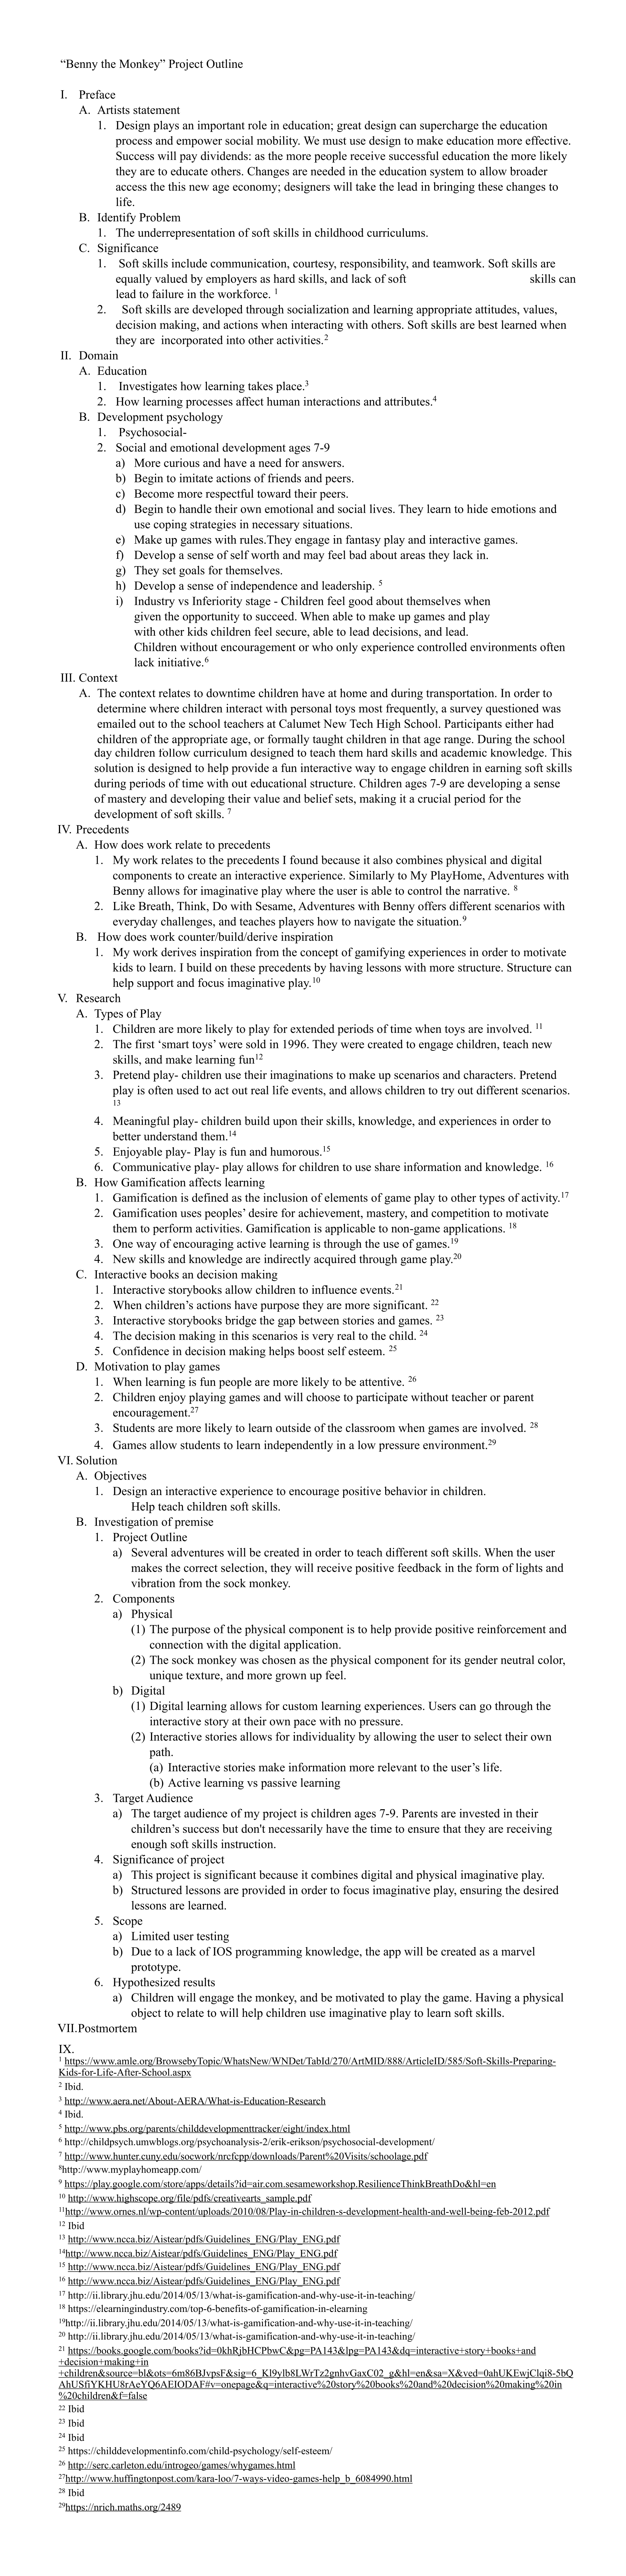 “Benny the Monkey” Project Outline
I. Preface
A. Artists statement
1. Design plays an important role in education; great design can supercharge the education
process and empower social mobility. We must use design to make education more effective.
Success will pay dividends: as the more people receive successful education the more likely
they are to educate others. Changes are needed in the education system to allow broader
access the this new age economy; designers will take the lead in bringing these changes to
life.
B. Identify Problem
1. The underrepresentation of soft skills in childhood curriculums.
C. Significance
1. Soft skills include communication, courtesy, responsibility, and teamwork. Soft skills are
equally valued by employers as hard skills, and lack of soft skills can
lead to failure in the workforce. 1
2. Soft skills are developed through socialization and learning appropriate attitudes, values,
decision making, and actions when interacting with others. Soft skills are best learned when
they are incorporated into other activities.2
II. Domain
A. Education
1. Investigates how learning takes place.3
2. How learning processes affect human interactions and attributes.4
B. Development psychology
1. Psychosocial-
2. Social and emotional development ages 7-9
a) More curious and have a need for answers.
b) Begin to imitate actions of friends and peers.
c) Become more respectful toward their peers.
d) Begin to handle their own emotional and social lives. They learn to hide emotions and
use coping strategies in necessary situations.
e) Make up games with rules.They engage in fantasy play and interactive games.
f) Develop a sense of self worth and may feel bad about areas they lack in.
g) They set goals for themselves.
h) Develop a sense of independence and leadership. 5
i) Industry vs Inferiority stage - Children feel good about themselves when
given the opportunity to succeed. When able to make up games and play
with other kids children feel secure, able to lead decisions, and lead.
Children without encouragement or who only experience controlled environments often
lack initiative.6
III. Context
A. The context relates to downtime children have at home and during transportation. In order to
determine where children interact with personal toys most frequently, a survey questioned was
emailed out to the school teachers at Calumet New Tech High School. Participants either had
children of the appropriate age, or formally taught children in that age range. During the school
day children follow curriculum designed to teach them hard skills and academic knowledge. This
solution is designed to help provide a fun interactive way to engage children in earning soft skills
during periods of time with out educational structure. Children ages 7-9 are developing a sense
of mastery and developing their value and belief sets, making it a crucial period for the
development of soft skills. 7
IV. Precedents
A. How does work relate to precedents
1. My work relates to the precedents I found because it also combines physical and digital
components to create an interactive experience. Similarly to My PlayHome, Adventures with
Benny allows for imaginative play where the user is able to control the narrative. 8
2. Like Breath, Think, Do with Sesame, Adventures with Benny offers different scenarios with
everyday challenges, and teaches players how to navigate the situation.9
B. How does work counter/build/derive inspiration
1. My work derives inspiration from the concept of gamifying experiences in order to motivate
kids to learn. I build on these precedents by having lessons with more structure. Structure can
help support and focus imaginative play.10
V. Research
A. Types of Play
1. Children are more likely to play for extended periods of time when toys are involved. 11
2. The first ‘smart toys’ were sold in 1996. They were created to engage children, teach new
skills, and make learning fun12
3. Pretend play- children use their imaginations to make up scenarios and characters. Pretend
play is often used to act out real life events, and allows children to try out different scenarios.
13
4. Meaningful play- children build upon their skills, knowledge, and experiences in order to
better understand them.14
5. Enjoyable play- Play is fun and humorous.15
6. Communicative play- play allows for children to use share information and knowledge. 16
B. How Gamification affects learning
1. Gamification is defined as the inclusion of elements of game play to other types of activity.17
2. Gamification uses peoples’ desire for achievement, mastery, and competition to motivate
them to perform activities. Gamification is applicable to non-game applications. 18
3. One way of encouraging active learning is through the use of games.19
4. New skills and knowledge are indirectly acquired through game play.20
C. Interactive books an decision making
1. Interactive storybooks allow children to influence events.21
2. When children’s actions have purpose they are more significant. 22
3. Interactive storybooks bridge the gap between stories and games. 23
4. The decision making in this scenarios is very real to the child. 24
5. Confidence in decision making helps boost self esteem. 25
D. Motivation to play games
1. When learning is fun people are more likely to be attentive. 26
2. Children enjoy playing games and will choose to participate without teacher or parent
encouragement.27
3. Students are more likely to learn outside of the classroom when games are involved. 28
4. Games allow students to learn independently in a low pressure environment.29
VI. Solution
A. Objectives
1. Design an interactive experience to encourage positive behavior in children.
Help teach children soft skills.
B. Investigation of premise
1. Project Outline
a) Several adventures will be created in order to teach different soft skills. When the user
makes the correct selection, they will receive positive feedback in the form of lights and
vibration from the sock monkey.
2. Components
a) Physical
(1) The purpose of the physical component is to help provide positive reinforcement and
connection with the digital application.
(2) The sock monkey was chosen as the physical component for its gender neutral color,
unique texture, and more grown up feel.
b) Digital
(1) Digital learning allows for custom learning experiences. Users can go through the
interactive story at their own pace with no pressure.
(2) Interactive stories allows for individuality by allowing the user to select their own
path.
(a) Interactive stories make information more relevant to the user’s life.
(b) Active learning vs passive learning
3. Target Audience
a) The target audience of my project is children ages 7-9. Parents are invested in their
children’s success but don't necessarily have the time to ensure that they are receiving
enough soft skills instruction.
4. Significance of project
a) This project is significant because it combines digital and physical imaginative play.
b) Structured lessons are provided in order to focus imaginative play, ensuring the desired
lessons are learned.
5. Scope
a) Limited user testing
b) Due to a lack of IOS programming knowledge, the app will be created as a marvel
prototype.
6. Hypothesized results
a) Children will engage the monkey, and be motivated to play the game. Having a physical
object to relate to will help children use imaginative play to learn soft skills.
VII.Postmortem
IX.
1 https://www.amle.org/BrowsebyTopic/WhatsNew/WNDet/TabId/270/ArtMID/888/ArticleID/585/Soft-Skills-Preparing-
Kids-for-Life-After-School.aspx
2 Ibid.
3 http://www.aera.net/About-AERA/What-is-Education-Research
4 Ibid.
5 http://www.pbs.org/parents/childdevelopmenttracker/eight/index.html
6 http://childpsych.umwblogs.org/psychoanalysis-2/erik-erikson/psychosocial-development/
7 http://www.hunter.cuny.edu/socwork/nrcfcpp/downloads/Parent%20Visits/schoolage.pdf
8http://www.myplayhomeapp.com/
9 https://play.google.com/store/apps/details?id=air.com.sesameworkshop.ResilienceThinkBreathDo&hl=en
10 http://www.highscope.org/file/pdfs/creativearts_sample.pdf
11http://www.ornes.nl/wp-content/uploads/2010/08/Play-in-children-s-development-health-and-well-being-feb-2012.pdf
12 Ibid
13 http://www.ncca.biz/Aistear/pdfs/Guidelines_ENG/Play_ENG.pdf
14http://www.ncca.biz/Aistear/pdfs/Guidelines_ENG/Play_ENG.pdf
15 http://www.ncca.biz/Aistear/pdfs/Guidelines_ENG/Play_ENG.pdf
16 http://www.ncca.biz/Aistear/pdfs/Guidelines_ENG/Play_ENG.pdf
17 http://ii.library.jhu.edu/2014/05/13/what-is-gamification-and-why-use-it-in-teaching/
18 https://elearningindustry.com/top-6-benefits-of-gamification-in-elearning
19http://ii.library.jhu.edu/2014/05/13/what-is-gamification-and-why-use-it-in-teaching/
20 http://ii.library.jhu.edu/2014/05/13/what-is-gamification-and-why-use-it-in-teaching/
21 https://books.google.com/books?id=0khRjbHCPbwC&pg=PA143&lpg=PA143&dq=interactive+story+books+and
+decision+making+in
+children&source=bl&ots=6m86BJvpsF&sig=6_Kl9ylb8LWrTz2gnhvGaxC02_g&hl=en&sa=X&ved=0ahUKEwjClqi8-5bQ
AhUSfiYKHU8rAeYQ6AEIODAF#v=onepage&q=interactive%20story%20books%20and%20decision%20making%20in
%20children&f=false
22 Ibid
23 Ibid
24 Ibid
25 https://childdevelopmentinfo.com/child-psychology/self-esteem/
26 http://serc.carleton.edu/introgeo/games/whygames.html
27http://www.huffingtonpost.com/kara-loo/7-ways-video-games-help_b_6084990.html
28 Ibid
29https://nrich.maths.org/2489